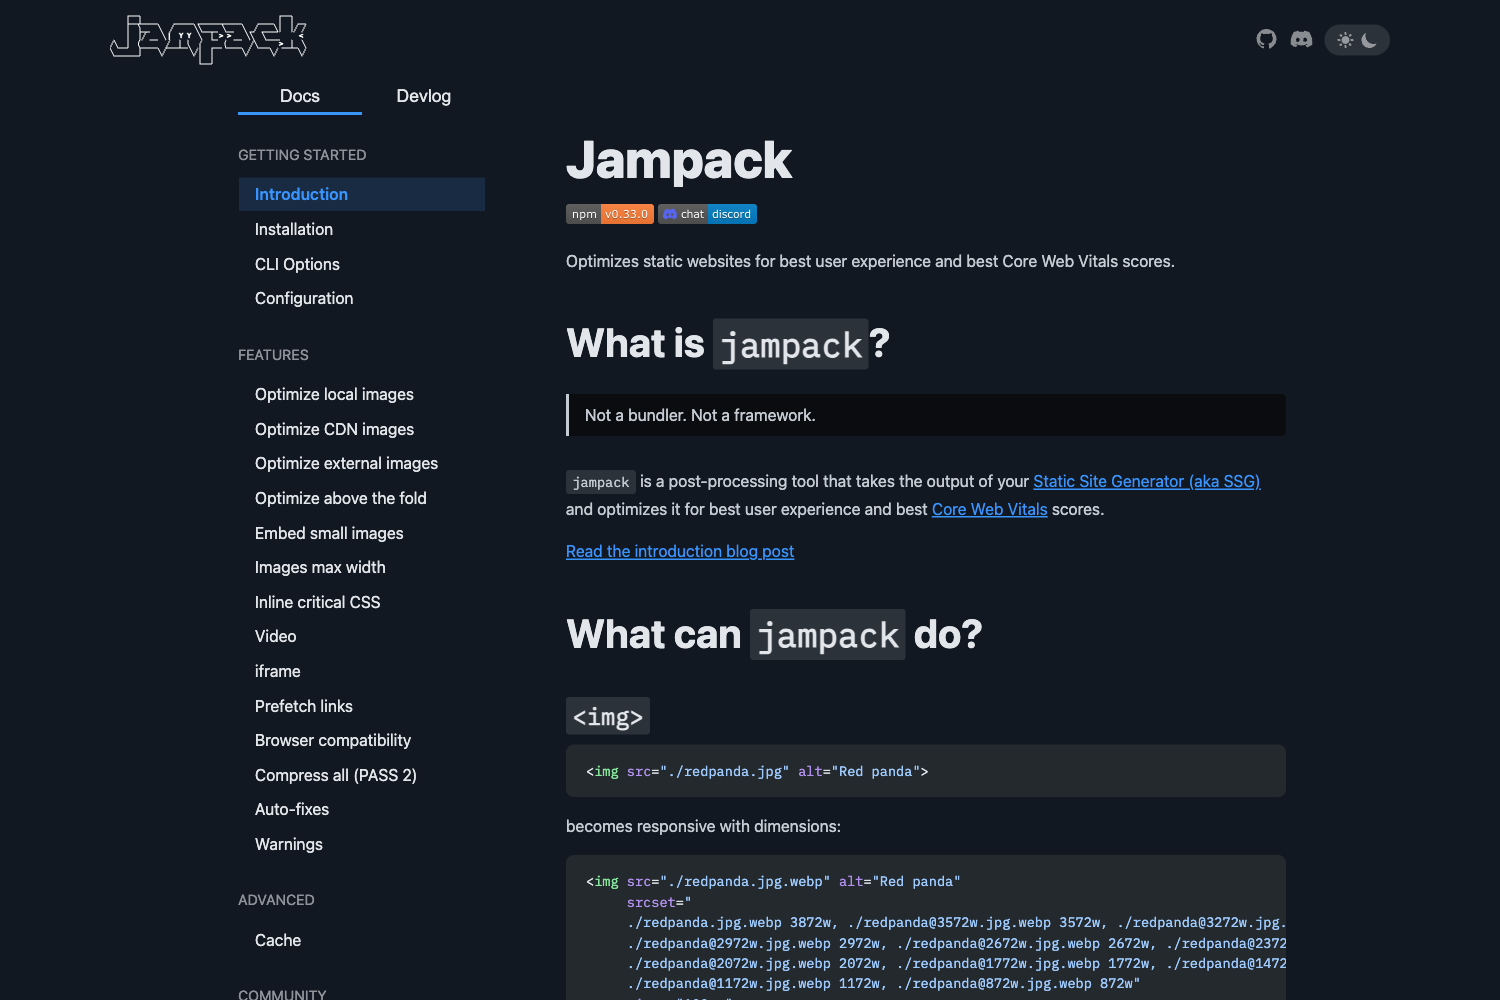 jampack
Docs
Devlog
GETTING STARTED
Introduction
Installation
CLI Options
Configuration
FEATURES
Optimize local images
Optimize CDN images
Optimize external images
Optimize above the fold
Embed small images
Images max width
Inline critical CSS
Video
iframe
Prefetch links
Browser compatibility
Compress all (PASS 2)
Auto-fixes
Warnings
ADVANCED
Cache
COMMUNITY
Jampack
npm v0.33.0 chat discord
Optimizes static websites for best user experience and best Core Web Vitals scores.
What is jampack?
Not a bundler. Not a framework.
jampack is a post-processing tool that takes the output of your Static Site Generator (aka SSG)
and optimizes it for best user experience and best Core Web Vitals scores.
Read the introduction blog post
What can jampack do?
<img>
<img src="./redpanda.jpg" alt="Red panda">
becomes responsive with dimensions:
<img src="./redpanda.jpg.webp" alt="Red panda"
srcset="
./redpanda.jpg.webp 3872w, ./redpanda@3572w.jpg.webp 3572w, ./redpanda@3272w.jpg.
./redpanda@2972w.jpg.webp 2972w, ./redpanda@2672w.jpg.webp 2672w, ./redpanda@2372
./redpanda@2072w.jpg.webp 2072w, ./redpanda@1772w.jpg.webp 1772w, ./redpanda@1472
./redpanda@1172w.jpg.webp 1172w, ./redpanda@872w.jpg.webp 872w"